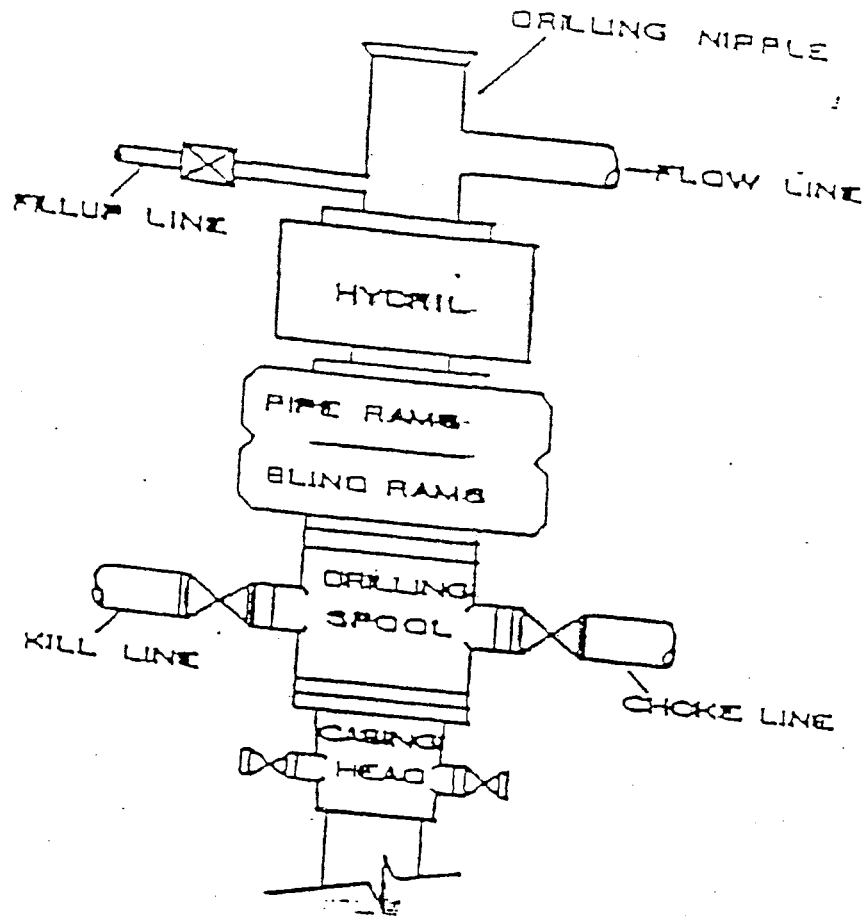 DRILLING NIPPLE
FLOW LINE
FILLUP LINE
HYDRIL
PIPE RAMS
BLIND RAMS
DRILLING
SPOOL
KILL LINE
CHOKE LINE
CASING
HEAD